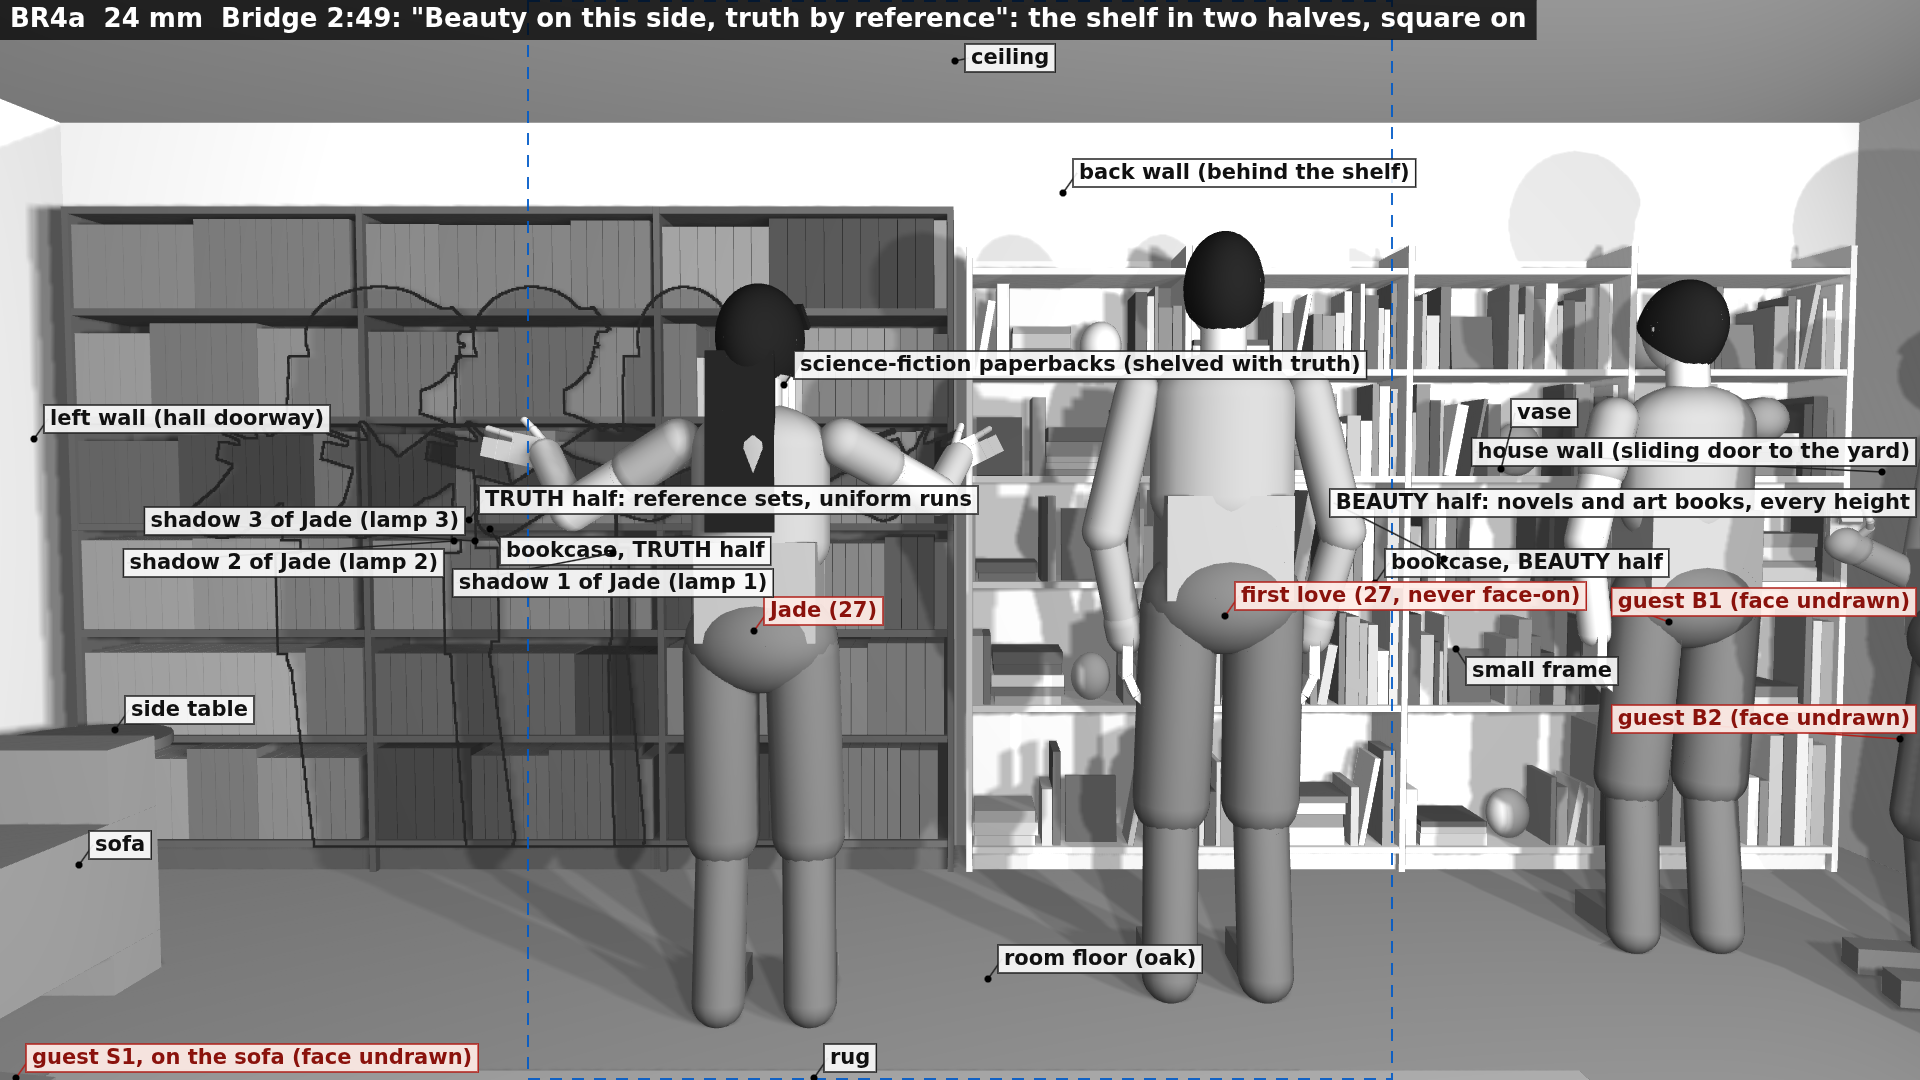 BR4a 24 mm Bridge 2:49: "Beauty on this side, truth by reference": the shelf in two halves, square on
ceiling
back wall (behind the shelf)
science-fiction paperbacks (shelved with truth)
left wall (hall doorway)
vase
house wall (sliding door to the yard)
TRUTH half: reference sets, uniform runs
BEAUTY half: novels and art books, every height
shadow 3 of Jade (lamp 3)
bookcase, TRUTH half
shadow 2 of Jade (lamp 2)
bookcase, BEAUTY half
shadow 1 of Jade (lamp 1)
first love (27, never face-on)
guest B1 (face undrawn)
Jade (27)
small frame
side table
guest B2 (face undrawn)
sofa
room floor (oak)
guest S1, on the sofa (face undrawn)
rug